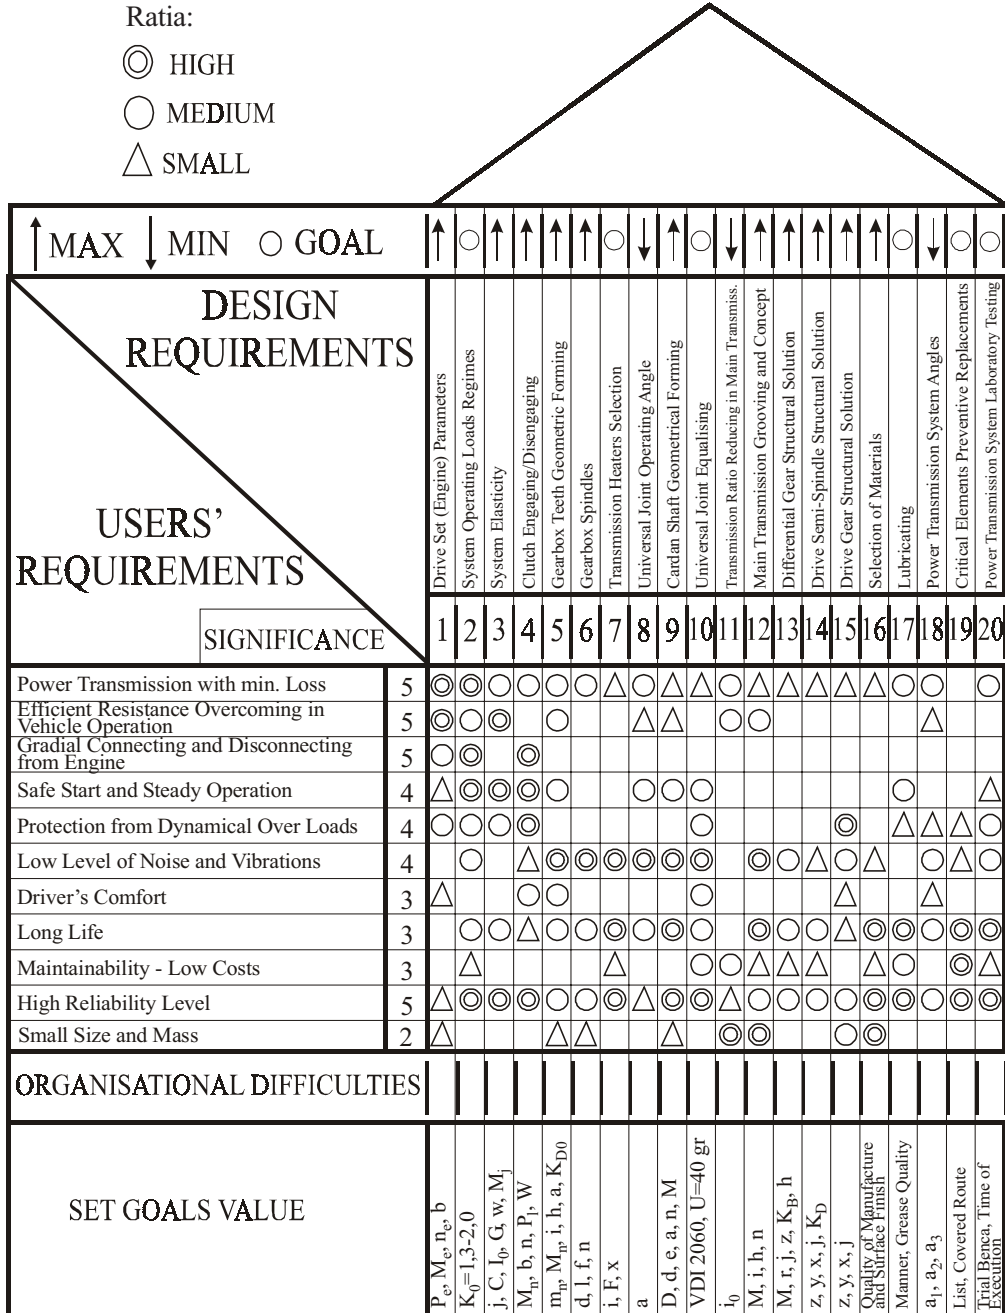 Ratia:
HIGH
MEDIUM
SMALL
MAX MIN GOAL
DESIGN
REQUIREMENTS
USERS’
REQUIREMENTS
SIGNIFICANCE
Drive Set (Engine) Parameters
System Operating Loads Regimes
System Elasticity
Clutch Engaging/Disengaging
Gearbox Teeth Geometric Forming
Gearbox Spindles
Transmission Heaters Selection
Universal Joint Operating Angle
Cardan Shaft Geometrical Forming
Universal Joint Equalising
Transmission Ratio Reducing in Main Transmiss.
Main Transmission Grooving and Concept
Differential Gear Structural Solution
Drive Semi-Spindle Structural Solution
Drive Gear Structural Solution
Selection of Materials
Lubricating
Power Transmission System Angles
Critical Elements Preventive Replacements
Power Transmission System Laboratory Testing
1 2 3 4 5 6 7 8 9 10 11 12 13 14 15 16 17 18 19 20
Power Transmission with min. Loss 5
Efficient Resistance Overcoming in
Vehicle Operation 5
Gradial Connecting and Disconnecting
from Engine 5
Safe Start and Steady Operation 4
Protection from Dynamical Over Loads 4
Low Level of Noise and Vibrations 4
Driver’s Comfort 3
Long Life 3
Maintainability - Low Costs 3
High Reliability Level 5
Small Size and Mass 2
ORGANISATIONAL DIFFICULTIES
SET GOALS VALUE
Pe, Me, ne, b
K0=1,3-2,0
j, C, I0, G, w, Mj
Mn, b, n, P1, W
mn, Mn, i, h, a, KD0
d, l, f, n
i, F, x
a
D, d, e, a, n, M
VDI 2060, U=40 gr
i0
M, i, h, n
M, r, j, z, KB, h
z, y, x, j, KD
z, y, x, j
Quality of Manufacture
and Surface Finish
Manner, Grease Quality
a1, a2, a3
List, Covered Route
Trial Benca, Time of
Execution